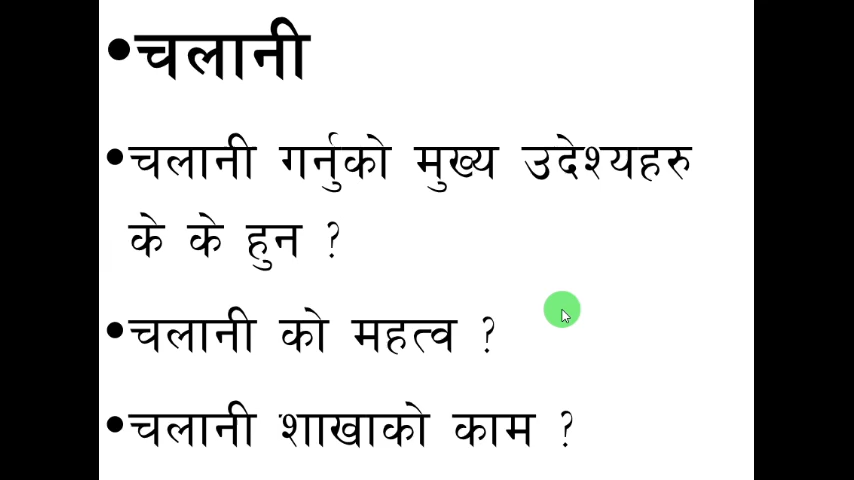 •चलानी
•चलानी गर्नुको मुख्य उदेश्यहरु
के के हुन ?
•चलानी को महत्व ?
•चलानी शाखाको काम ?